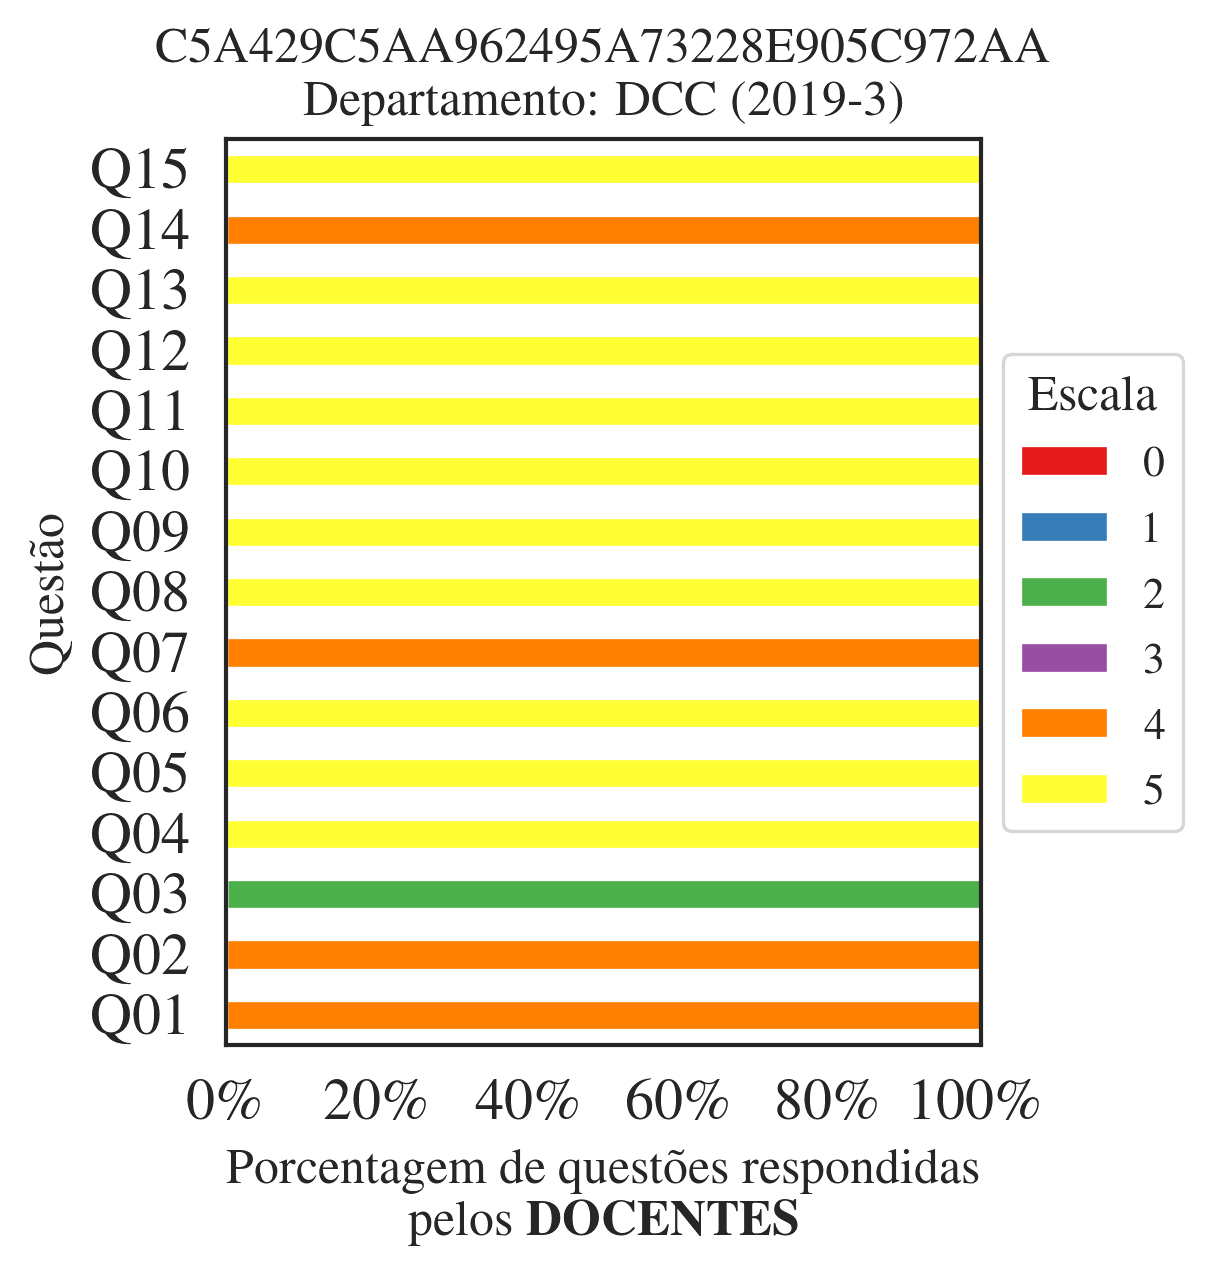 C5A429C5AA962495A73228E905C972AA
Departamento: DCC (2019-3)
Q15
Q14
Q13
Q12
Q11
Q10
Q09
Q08
Q07
Q06
Q05
Q04
Q03
Q02
Q01
Questão
0% 20% 40% 60% 80% 100%
Porcentagem de questões respondidas
pelos DOCENTES
Escala
0
1
2
3
4
5